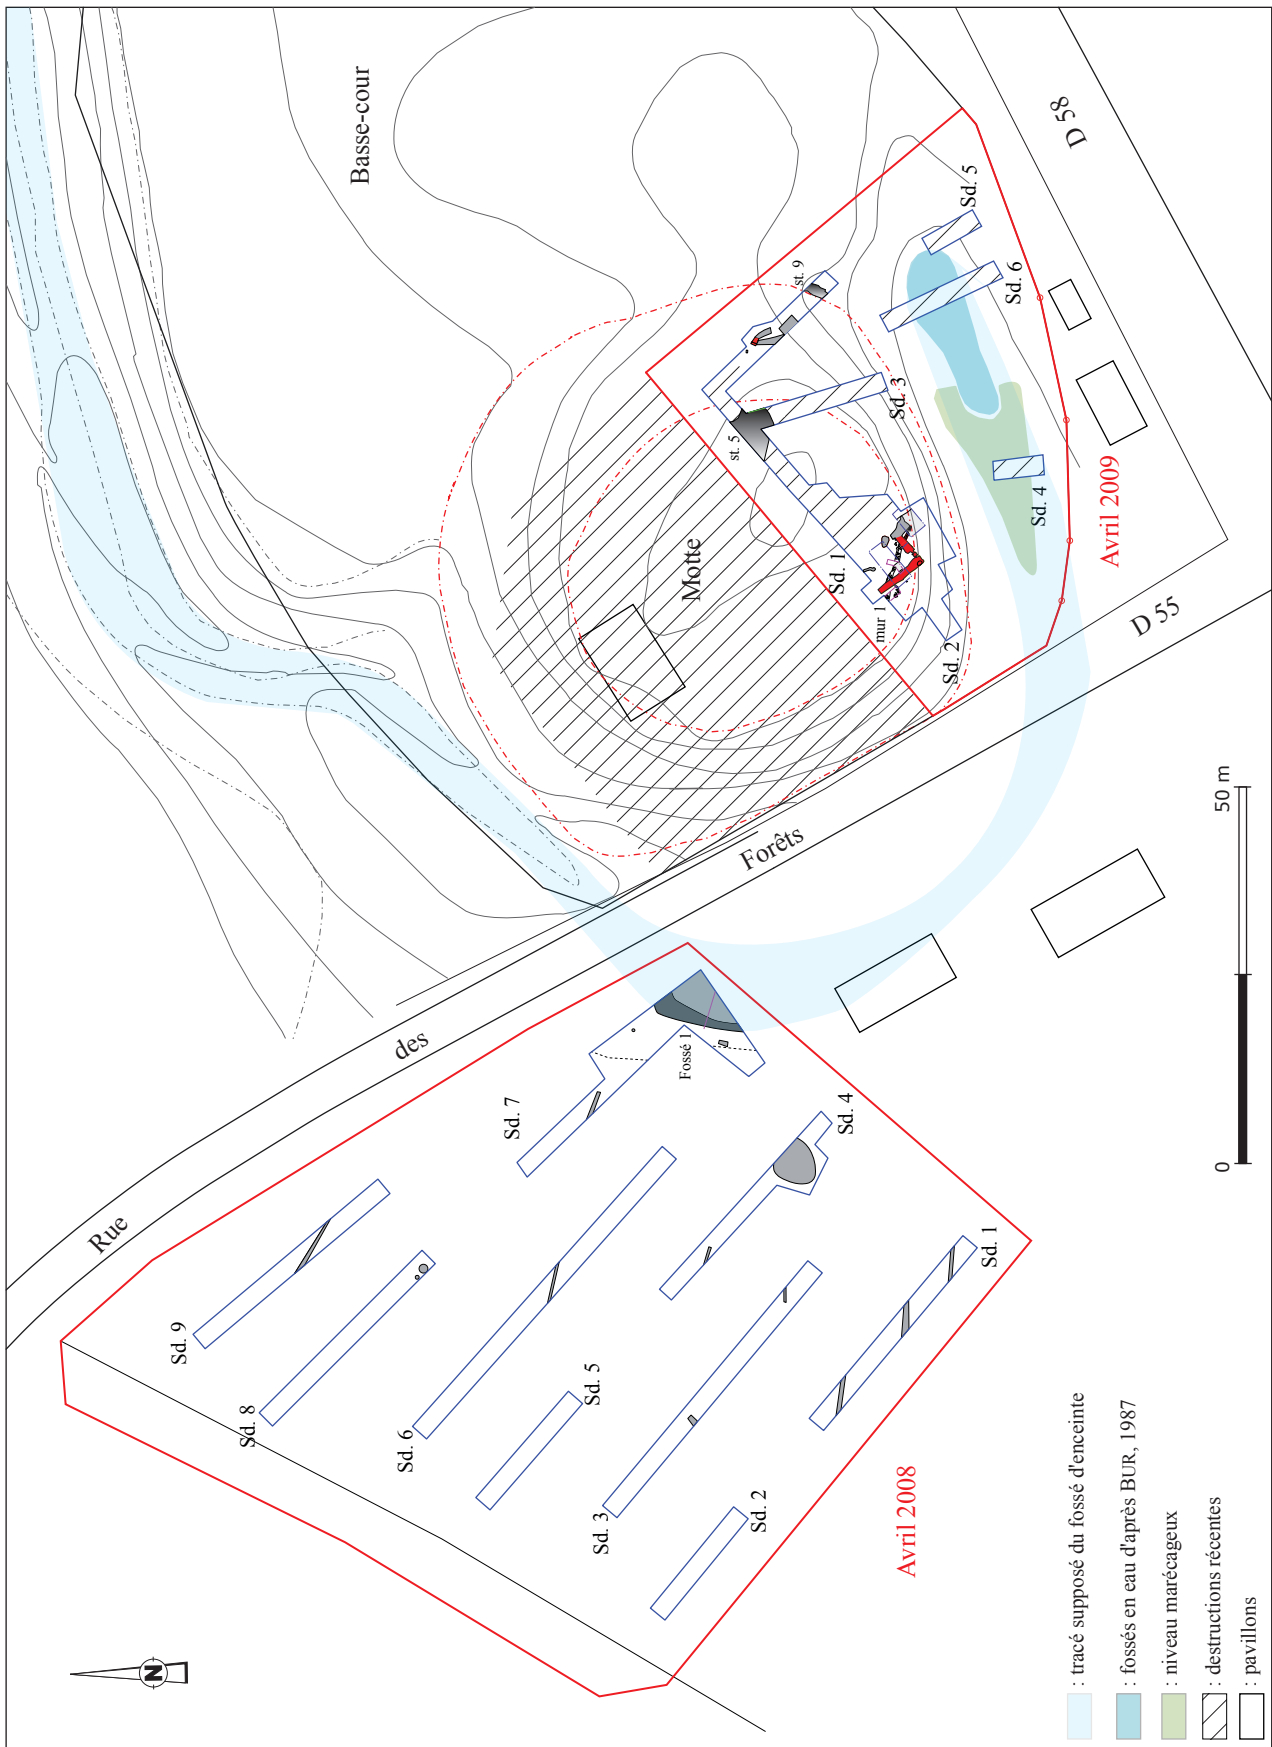 Basse-cour
D 58
Sd. 5
Sd. 6
st. 9
Sd. 3
st. 5
Sd. 4
Avril 2009
Motte
Sd. 1
mur 1
Sd. 2
D 55
Rue des Forêts
Fossé 1
Sd. 7
Sd. 4
Sd. 1
Sd. 9
Sd. 8
Sd. 6
Sd. 5
Sd. 3
Sd. 2
Avril 2008
0 50 m
N
: tracé supposé du fossé d'enceinte
: fossés en eau d'après BUR, 1987
: niveau marécageux
: destructions récentes
: pavillons